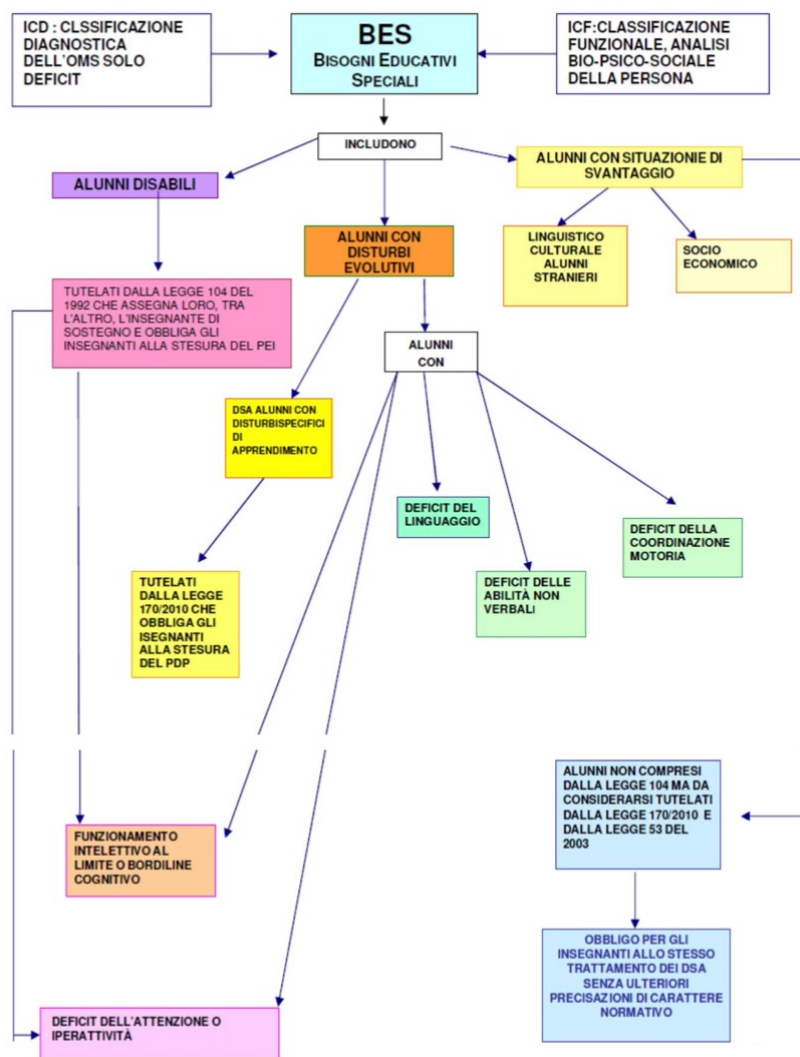 ICD : CLSSIFICAZIONE
DIAGNOSTICA
DELL'OMS SOLO
DEFICIT
BES
BISOGNI EDUCATIVI
SPECIALI
ICF:CLASSIFICAZIONE
FUNZIONALE, ANALISI
BIO-PSICO-SOCIALE
DELLA PERSONA
INCLUDONO
ALUNNI DISABILI
ALUNNI CON SITUAZIONIE DI
SVANTAGGIO
ALUNNI CON
DISTURBI
EVOLUTIVI
LINGUISTICO
CULTURALE
ALUNNI
STRANIERI
SOCIO
ECONOMICO
TUTELATI DALLA LEGGE 104 DEL
1992 CHE ASSEGNA LORO, TRA
L'ALTRO, L'INSEGNANTE DI
SOSTEGNO E OBBLIGA GLI
INSEGNANTI ALLA STESURA DEL PEI
ALUNNI
CON
DSA ALUNNI CON
DISTURBISPECIFICI
DI
APPRENDIMENTO
DEFICIT DEL
LINGUAGGIO
DEFICIT DELLA
COORDINAZIONE
MOTORIA
TUTELATI
DALLA LEGGE
170/2010 CHE
OBBLIGA GLI
ISEGNANTI
ALLA STESURA
DEL PDP
DEFICIT DELLE
ABILITÀ NON
VERBALI
ALUNNI NON COMPRESI
DALLA LEGGE 104 MA DA
CONSIDERARSI TUTELATI
DALLA LEGGE 170/2010 E
DALLA LEGGE 53 DEL
2003
FUNZIONAMENTO
INTELETTIVO AL
LIMITE O BORDILINE
COGNITIVO
OBBLIGO PER GLI
INSEGNANTI ALLO STESSO
TRATTAMENTO DEI DSA
SENZA ULTERIORI
PRECISAZIONI DI CARATTERE
NORMATIVO
DEFICIT DELL'ATTENZIONE O
IPERATTIVITÀ